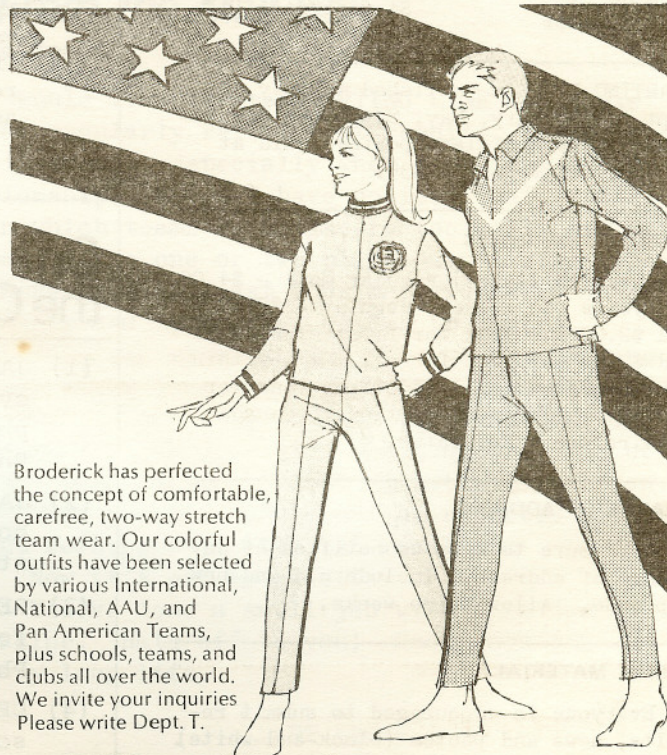 Broderick has perfected
the concept of comfortable,
carefree, two-way stretch
team wear. Our colorful
outfits have been selected
by various International,
National, AAU, and
Pan American Teams,
plus schools, teams, and
clubs all over the world.
We invite your inquiries
Please write Dept. T.